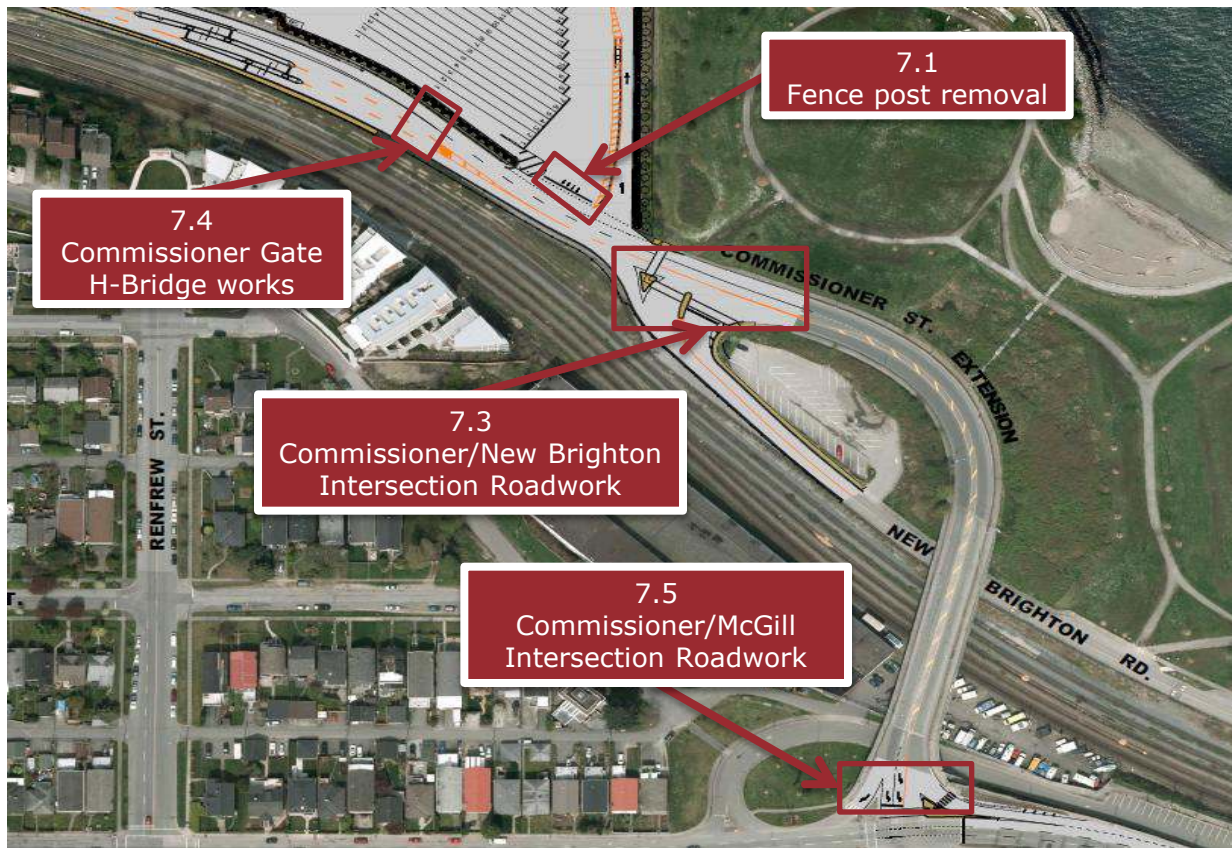 7.1
Fence post removal
7.4
Commissioner Gate
H-Bridge works
COMMISSIONER ST. EXTENSION
7.3
Commissioner/New Brighton
Intersection Roadwork
RENFREW ST.
NEW BRIGHTON RD.
7.5
Commissioner/McGill
Intersection Roadwork